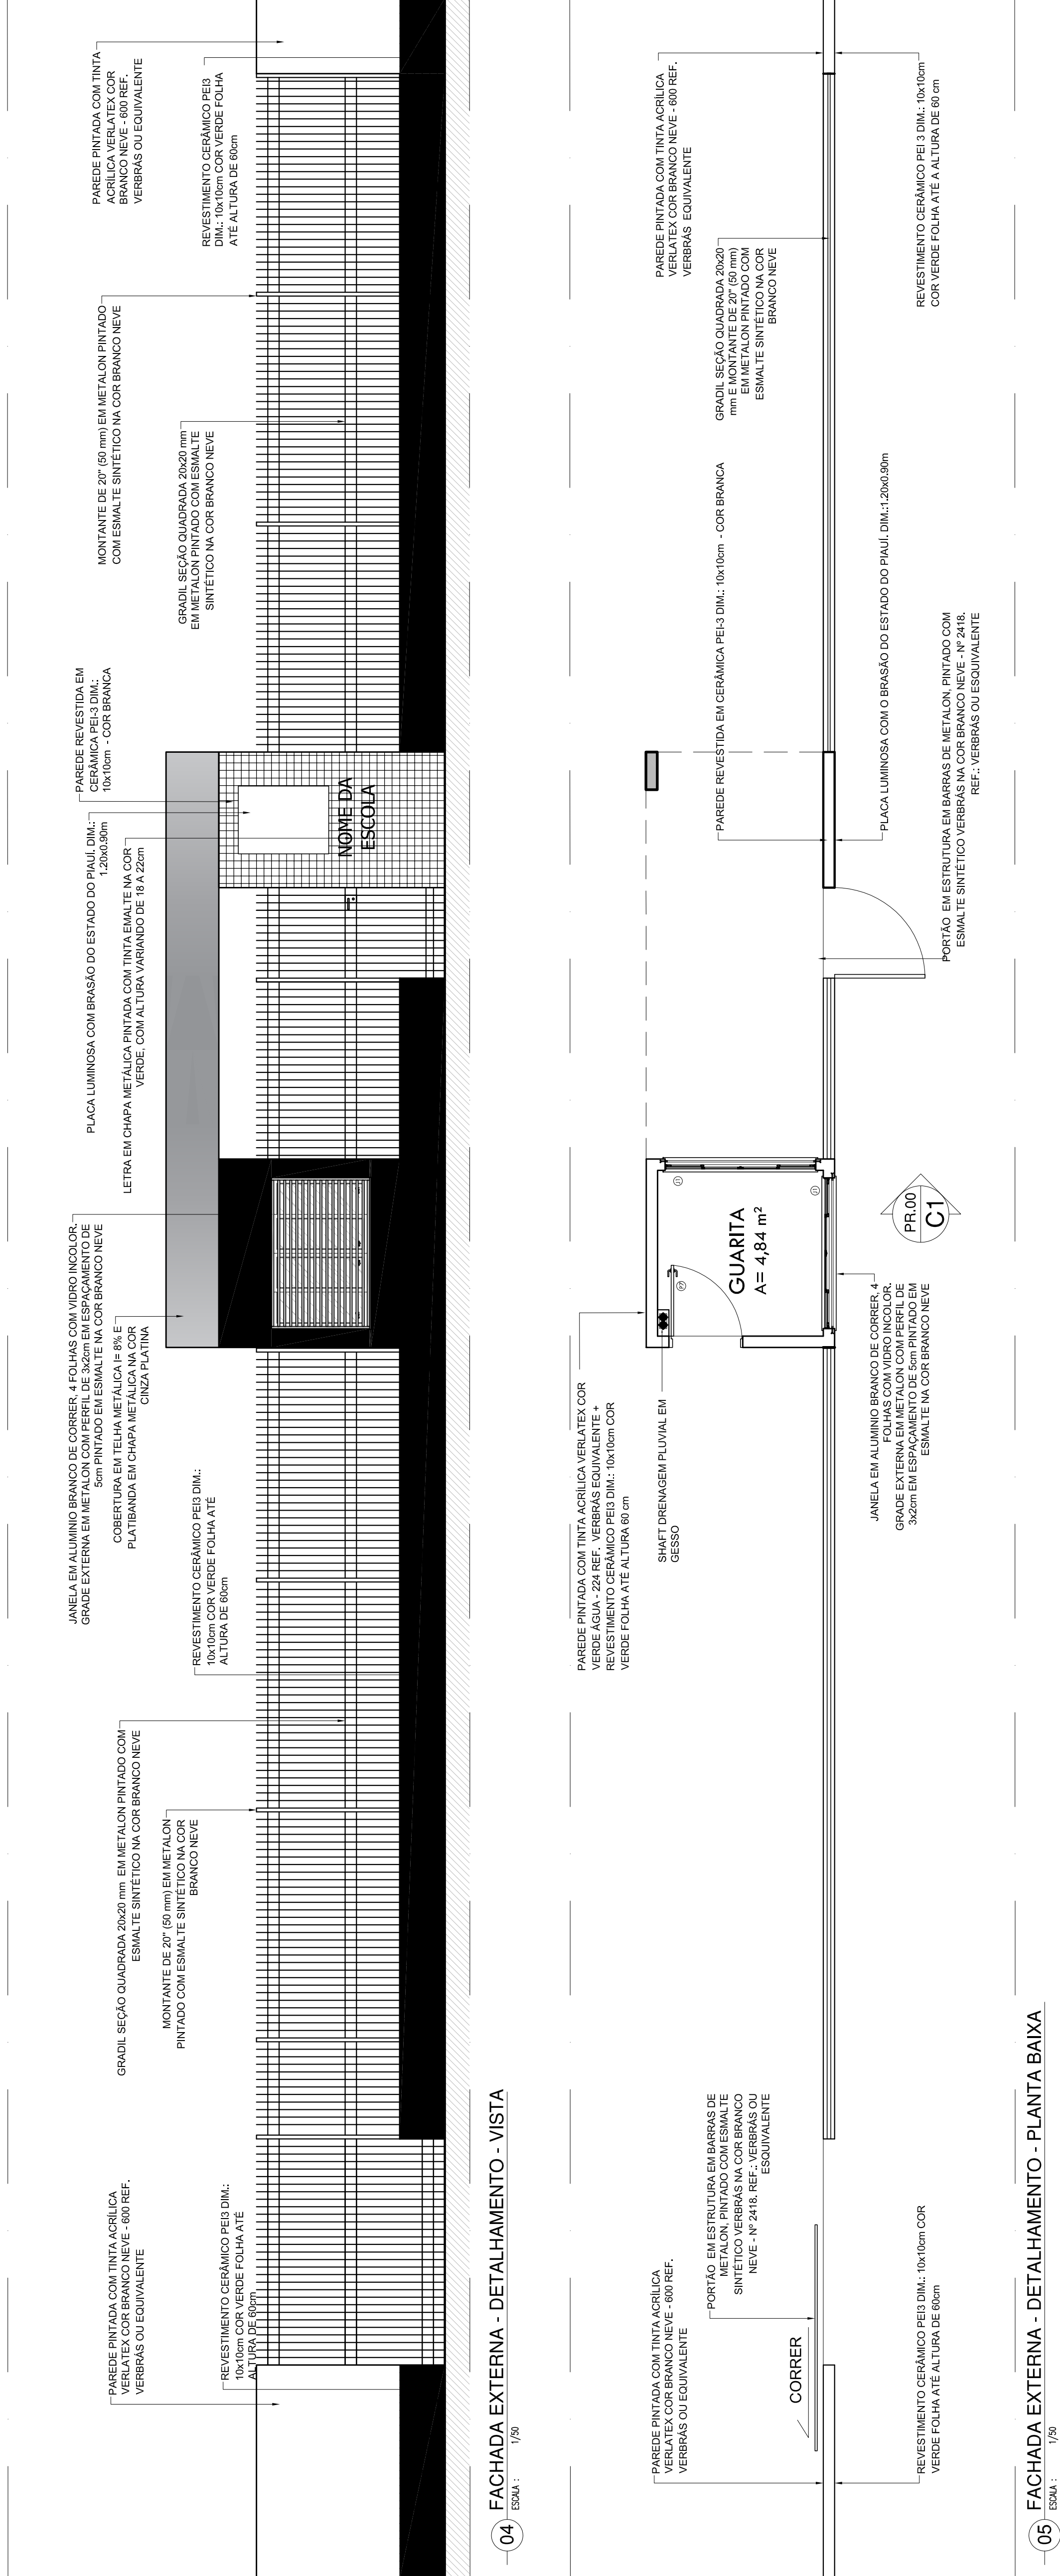 PAREDE PINTADA COM TINTA ACRÍLICA
VERLATEX COR BRANCO NEVE - 600 REF.
VERBRÁS OU EQUIVALENTE
REVESTIMENTO CERÂMICO PEI3 DIM.:
10x10cm COR VERDE FOLHA ATÉ
ALTURA DE 60cm
GRADIL SEÇÃO QUADRADA 20x20 mm EM METALON PINTADO COM
ESMALTE SINTÉTICO NA COR BRANCO NEVE
MONTANTE DE 20" (50 mm) EM METALON
PINTADO COM ESMALTE SINTÉTICO NA COR
BRANCO NEVE
JANELA EM ALUMINIO BRANCO DE CORRER, 4 FOLHAS COM VIDRO INCOLOR.
GRADE EXTERNA EM METALON COM PERFIL DE 3x2cm EM ESPAÇAMENTO DE
5cm PINTADO EM ESMALTE NA COR BRANCO NEVE
COBERTURA EM TELHA METÁLICA I= 8% E
PLATIBANDA EM CHAPA METÁLICA NA COR
CINZA PLATINA
REVESTIMENTO CERÂMICO PEI3 DIM.:
10x10cm COR VERDE FOLHA ATÉ
ALTURA DE 60cm
PLACA LUMINOSA COM BRASÃO DO ESTADO DO PIAUÍ. DIM.:
1.20x0.90m
LETRA EM CHAPA METÁLICA PINTADA COM TINTA EMALTE NA COR
VERDE, COM ALTURA VARIANDO DE 18 A 22cm
PAREDE REVESTIDA EM
CERÂMICA PEI-3 DIM.:
10x10cm - COR BRANCA
NOME DA
ESCOLA
MONTANTE DE 20" (50 mm) EM METALON PINTADO
COM ESMALTE SINTÉTICO NA COR BRANCO NEVE
GRADIL SEÇÃO QUADRADA 20x20 mm
EM METALON PINTADO COM ESMALTE
SINTÉTICO NA COR BRANCO NEVE
PAREDE PINTADA COM TINTA
ACRÍLICA VERLATEX COR
BRANCO NEVE - 600 REF.
VERBRÁS OU EQUIVALENTE
REVESTIMENTO CERÂMICO PEI3
DIM.: 10x10cm COR VERDE FOLHA
ATÉ ALTURA DE 60cm
04
FACHADA EXTERNA - DETALHAMENTO - VISTA
ESCALA : 1/50
PAREDE PINTADA COM TINTA ACRÍLICA
VERLATEX COR BRANCO NEVE - 600 REF.
VERBRÁS OU EQUIVALENTE
PORTÃO EM ESTRUTURA EM BARRAS DE
METALON, PINTADO COM ESMALTE
SINTÉTICO VERBRÁS NA COR BRANCO
NEVE - Nº 2418. REF.: VERBRÁS OU
ESQUIVALENTE
CORRER
REVESTIMENTO CERÂMICO PEI3 DIM.: 10x10cm COR
VERDE FOLHA ATÉ ALTURA DE 60cm
PAREDE PINTADA COM TINTA ACRÍLICA VERLATEX COR
VERDE ÁGUA - 224 REF. VERBRÁS EQUIVALENTE +
REVESTIMENTO CERÂMICO PEI3 DIM.: 10x10cm COR
VERDE FOLHA ATÉ ALTURA 60 cm
SHAFT DRENAGEM PLUVIAL EM
GESSO
P2
J1
J1
GUARITA
A= 4,84 m²
PR.00
C1
JANELA EM ALUMINIO BRANCO DE CORRER, 4
FOLHAS COM VIDRO INCOLOR.
GRADE EXTERNA EM METALON COM PERFIL DE
3x2cm EM ESPAÇAMENTO DE 5cm PINTADO EM
ESMALTE NA COR BRANCO NEVE
PAREDE REVESTIDA EM CERÂMICA PEI-3 DIM.: 10x10cm - COR BRANCA
PLACA LUMINOSA COM O BRASÃO DO ESTADO DO PIAUÍ. DIM.:1.20x0.90m
PORTÃO EM ESTRUTURA EM BARRAS DE METALON, PINTADO COM
ESMALTE SINTÉTICO VERBRÁS NA COR BRANCO NEVE - Nº 2418.
REF.: VERBRÁS OU ESQUIVALENTE
PAREDE PINTADA COM TINTA ACRÍLICA
VERLATEX COR BRANCO NEVE - 600 REF.
VERBRÁS EQUIVALENTE
GRADIL SEÇÃO QUADRADA 20x20
mm E MONTANTE DE 20" (50 mm)
EM METALON PINTADO COM
ESMALTE SINTÉTICO NA COR
BRANCO NEVE
REVESTIMENTO CERÂMICO PEI 3 DIM.: 10x10cm
COR VERDE FOLHA ATÉ A ALTURA DE 60 cm
05
FACHADA EXTERNA - DETALHAMENTO - PLANTA BAIXA
ESCALA : 1/50